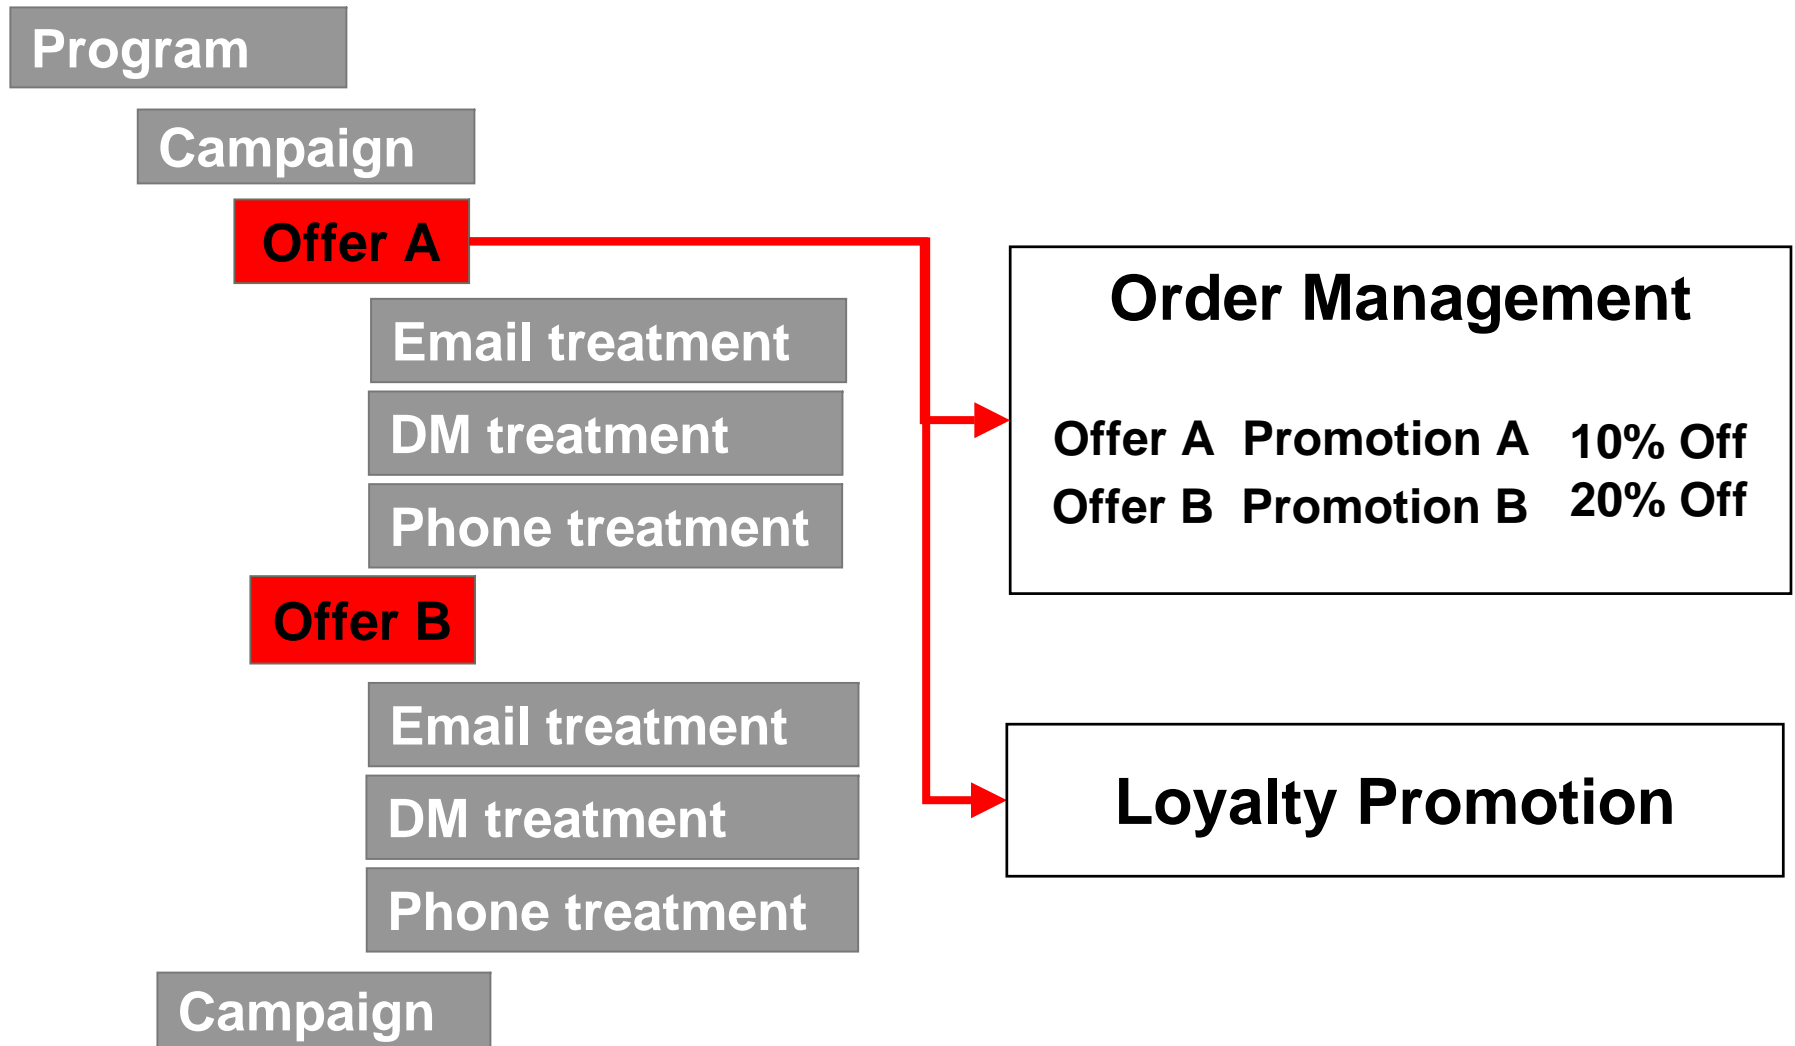 Program
Campaign
Offer A
Email treatment
DM treatment
Phone treatment
Offer B
Email treatment
DM treatment
Phone treatment
Campaign
Order Management
Offer A Promotion A 10% Off
Offer B Promotion B 20% Off
Loyalty Promotion